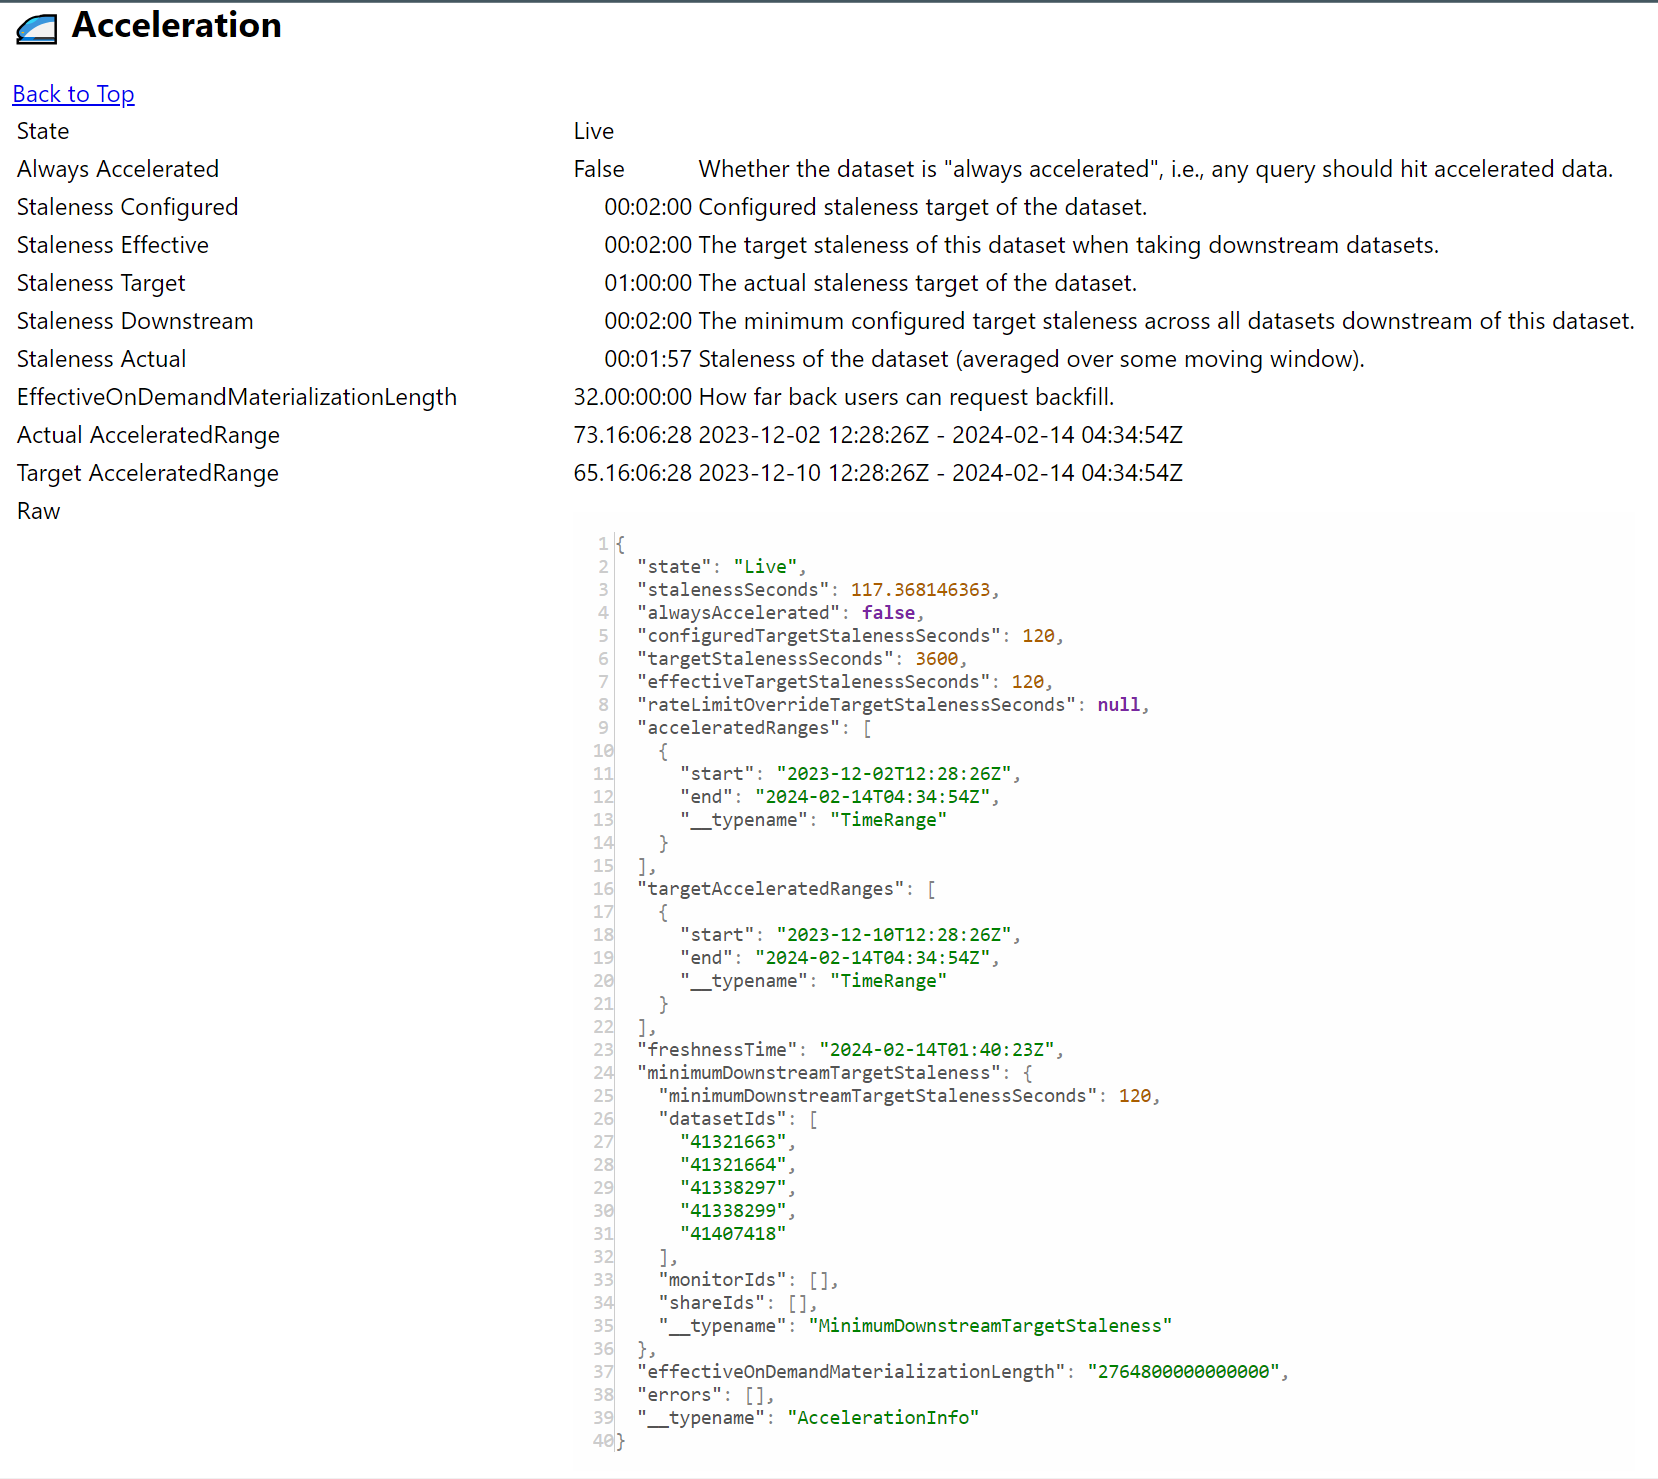 Acceleration
Back to Top
State Live
Always Accelerated False Whether the dataset is "always accelerated", i.e., any query should hit accelerated data.
Staleness Configured 00:02:00 Configured staleness target of the dataset.
Staleness Effective 00:02:00 The target staleness of this dataset when taking downstream datasets.
Staleness Target 01:00:00 The actual staleness target of the dataset.
Staleness Downstream 00:02:00 The minimum configured target staleness across all datasets downstream of this dataset.
Staleness Actual 00:01:57 Staleness of the dataset (averaged over some moving window).
EffectiveOnDemandMaterializationLength 32.00:00:00 How far back users can request backfill.
Actual AcceleratedRange 73.16:06:28 2023-12-02 12:28:26Z - 2024-02-14 04:34:54Z
Target AcceleratedRange 65.16:06:28 2023-12-10 12:28:26Z - 2024-02-14 04:34:54Z
Raw
1 {
2 "state": "Live",
3 "stalenessSeconds": 117.368146363,
4 "alwaysAccelerated": false,
5 "configuredTargetStalenessSeconds": 120,
6 "targetStalenessSeconds": 3600,
7 "effectiveTargetStalenessSeconds": 120,
8 "rateLimitOverrideTargetStalenessSeconds": null,
9 "acceleratedRanges": [
10 {
11 "start": "2023-12-02T12:28:26Z",
12 "end": "2024-02-14T04:34:54Z",
13 "__typename": "TimeRange"
14 }
15 ],
16 "targetAcceleratedRanges": [
17 {
18 "start": "2023-12-10T12:28:26Z",
19 "end": "2024-02-14T04:34:54Z",
20 "__typename": "TimeRange"
21 }
22 ],
23 "freshnessTime": "2024-02-14T01:40:23Z",
24 "minimumDownstreamTargetStaleness": {
25 "minimumDownstreamTargetStalenessSeconds": 120,
26 "datasetIds": [
27 "41321663",
28 "41321664",
29 "41338297",
30 "41338299",
31 "41407418"
32 ],
33 "monitorIds": [],
34 "shareIds": [],
35 "__typename": "MinimumDownstreamTargetStaleness"
36 },
37 "effectiveOnDemandMaterializationLength": "2764800000000000",
38 "errors": [],
39 "__typename": "AccelerationInfo"
40 }